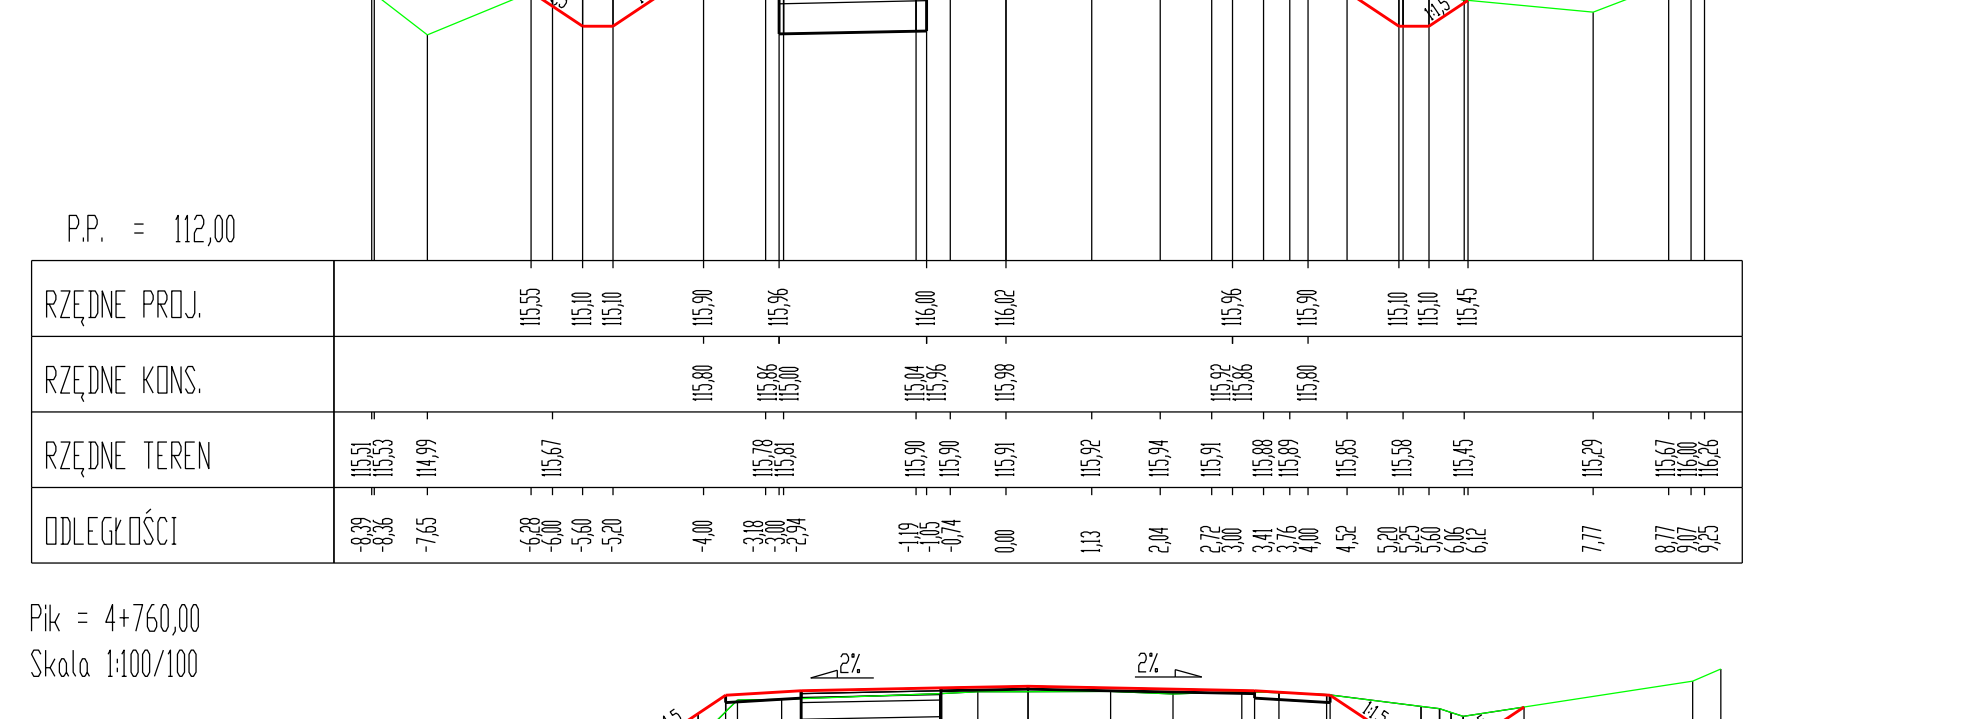 1:1,5
P.P. = 112,00
RZĘDNE PROJ. 115,55 115,10 115,10 115,90 115,96 116,00 116,02 115,96 115,90 115,10 115,10 115,45
RZĘDNE KONS. 115,80 115,86 115,00 115,04 115,96 115,98 115,92 115,86 115,80
RZĘDNE TEREN 115,51 115,53 114,99 115,67 115,78 115,81 115,90 115,90 115,91 115,92 115,94 115,91 115,88 115,89 115,85 115,58 115,45 115,29 115,67 116,00 116,26
ODLEGŁOŚCI -8,39 -8,36 -7,65 -6,28 -6,00 -5,60 -5,20 -4,00 -3,18 -3,00 -2,94 -1,19 -1,05 -0,74 0,00 1,13 2,04 2,72 3,00 3,41 3,76 4,00 4,52 5,20 5,25 5,60 6,06 6,12 7,77 8,77 9,07 9,25
Pik = 4+760,00
Skala 1:100/100
2% 2%
1:1,5